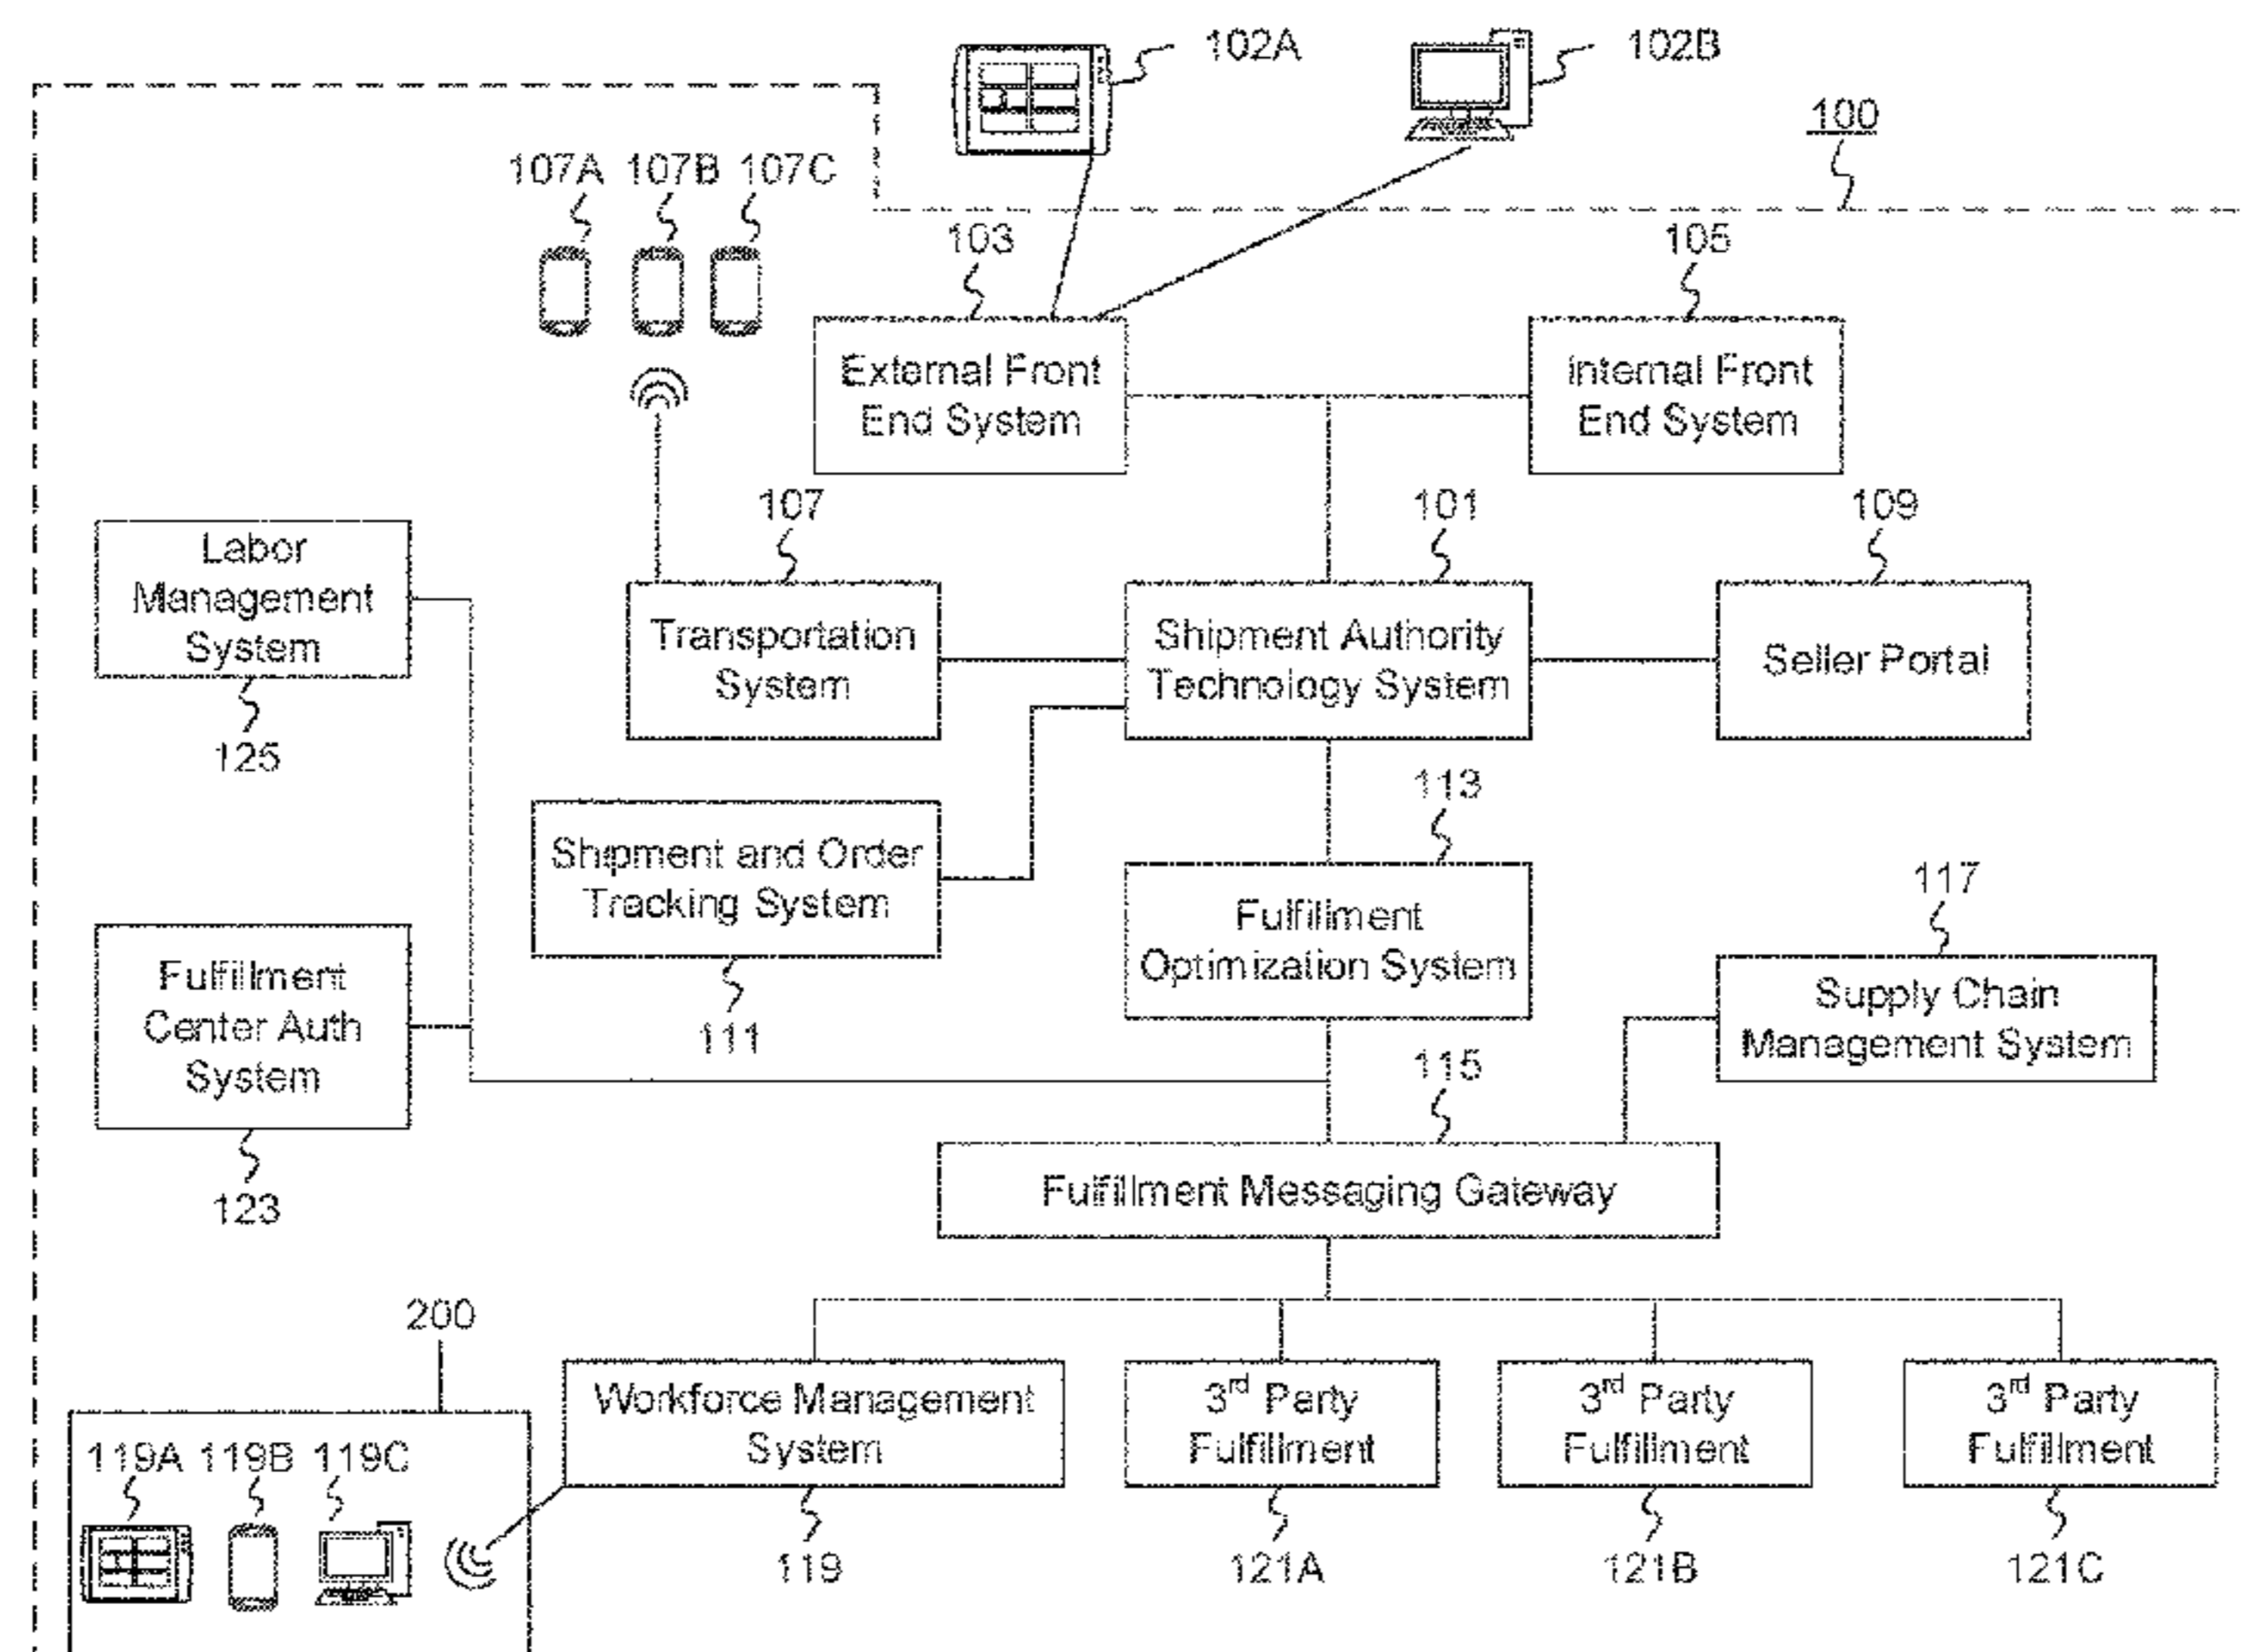 102A
102B
100
107A 107B 107C
103
105
External Front
End System
Internal Front
End System
107
101
109
Labor
Management
System
Transportation
System
Shipment Authority
Technology System
Seller Portal
125
113
Shipment and Order
Tracking System
117
Fulfillment
Optimization System
Fulfillment
Center Auth
System
Supply Chain
Management System
111
115
Fulfillment Messaging Gateway
123
200
Workforce Management
System
3rd Party
Fulfillment
3rd Party
Fulfillment
3rd Party
Fulfillment
119A 119B 119C
119
121A
121B
121C